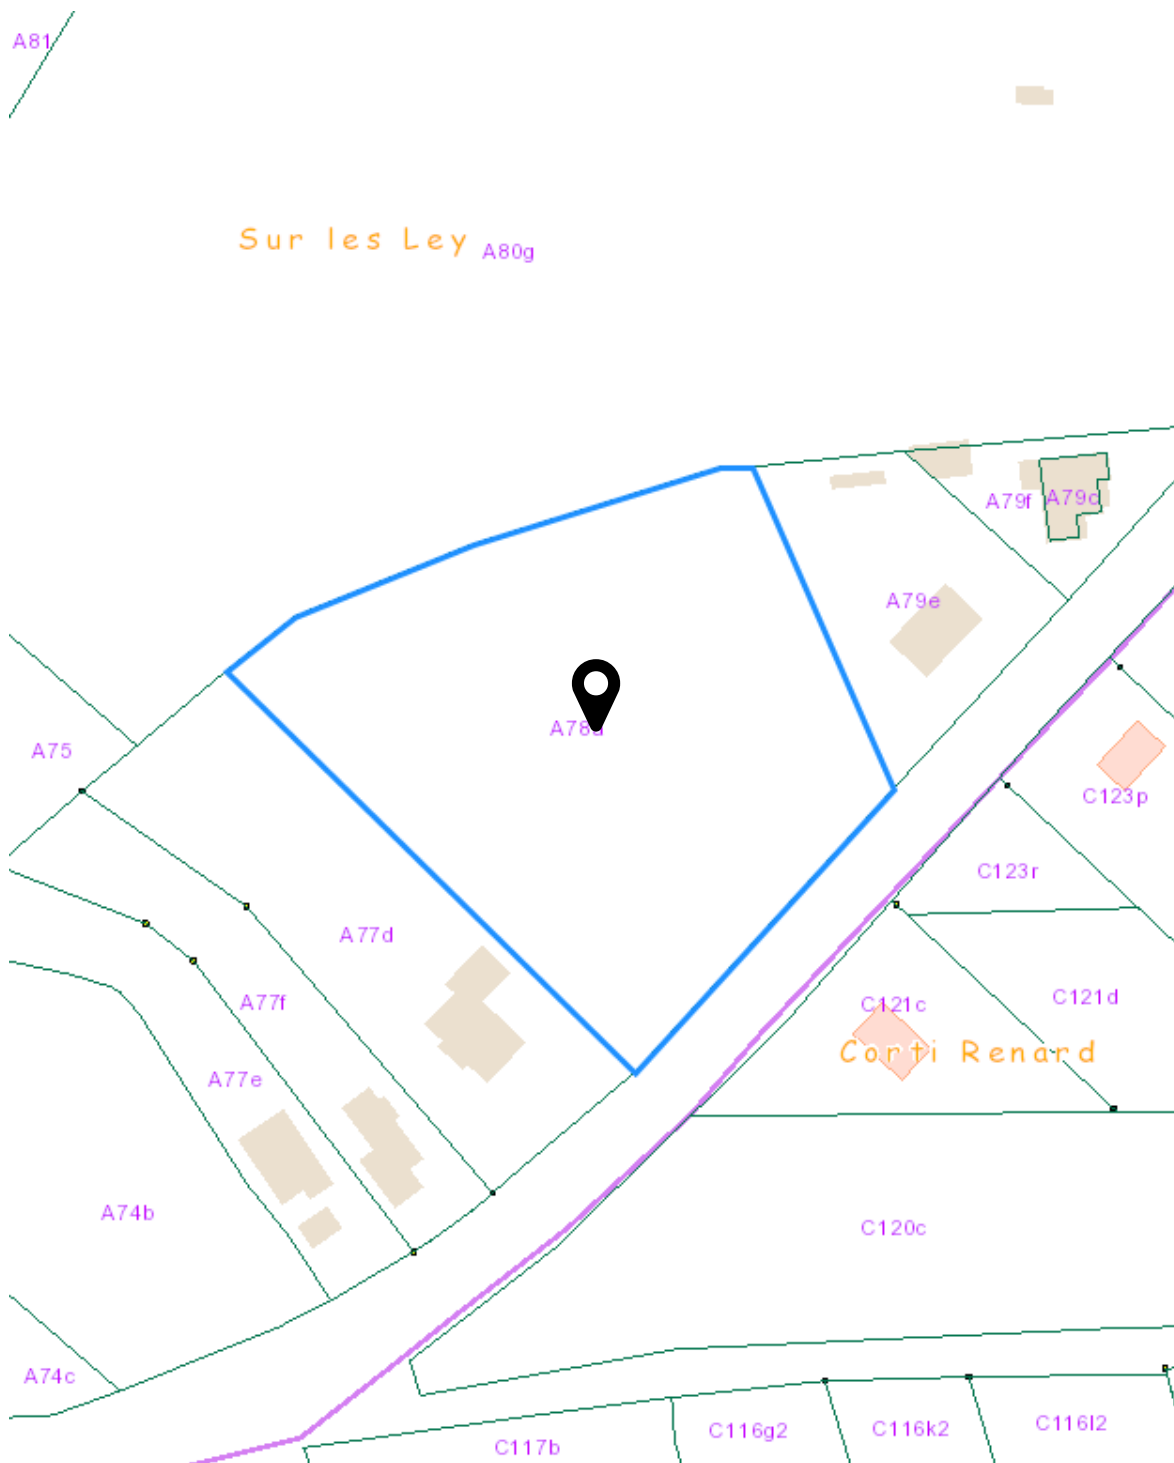 A81
Sur les Ley
A80g
A79f
A79c
A79e
A75
C123p
C123r
A77d
A77f
C121c
C121d
Corti Renard
A77e
A74b
C120c
A74c
C117b
C116g2
C116k2
C116l2